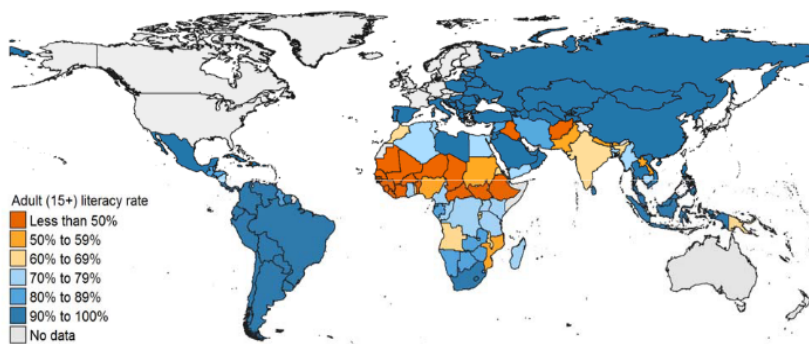 Adult (15+) literacy rate
Less than 50%
50% to 59%
60% to 69%
70% to 79%
80% to 89%
90% to 100%
No data